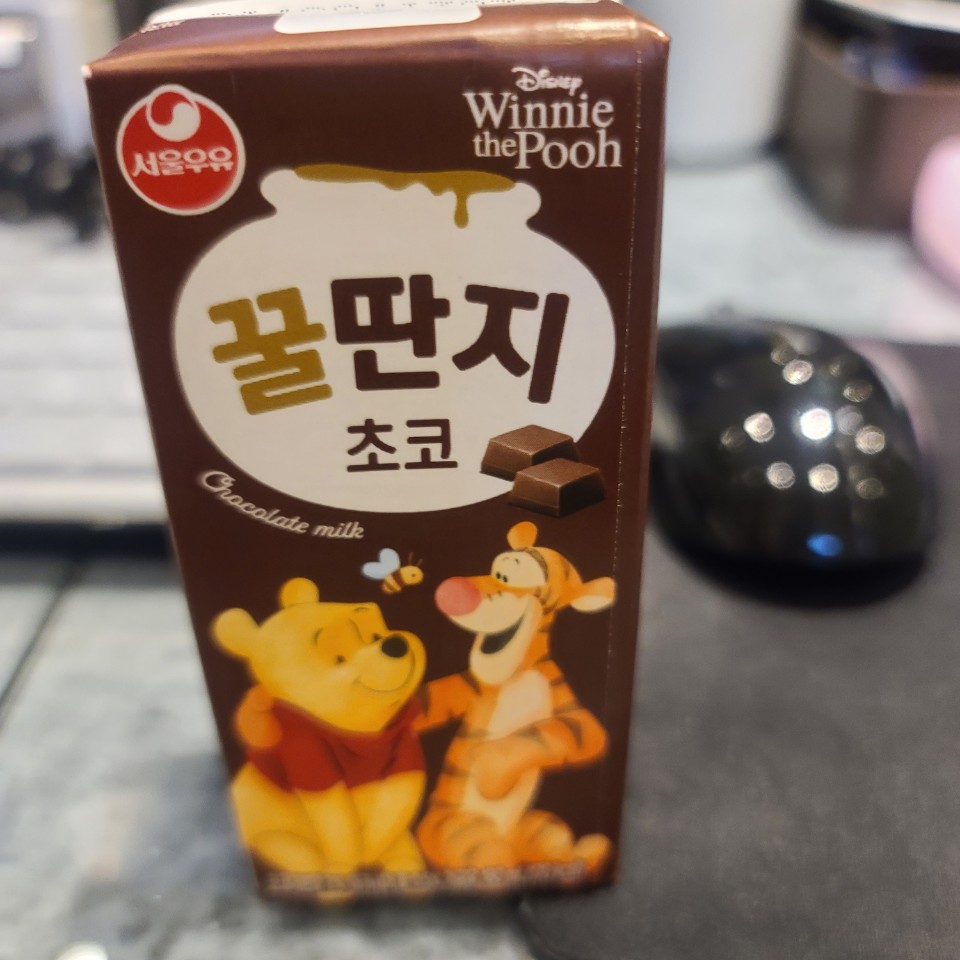 서울우유
Disney
Winnie
the Pooh
꿀딴지
초코
Chocolate milk